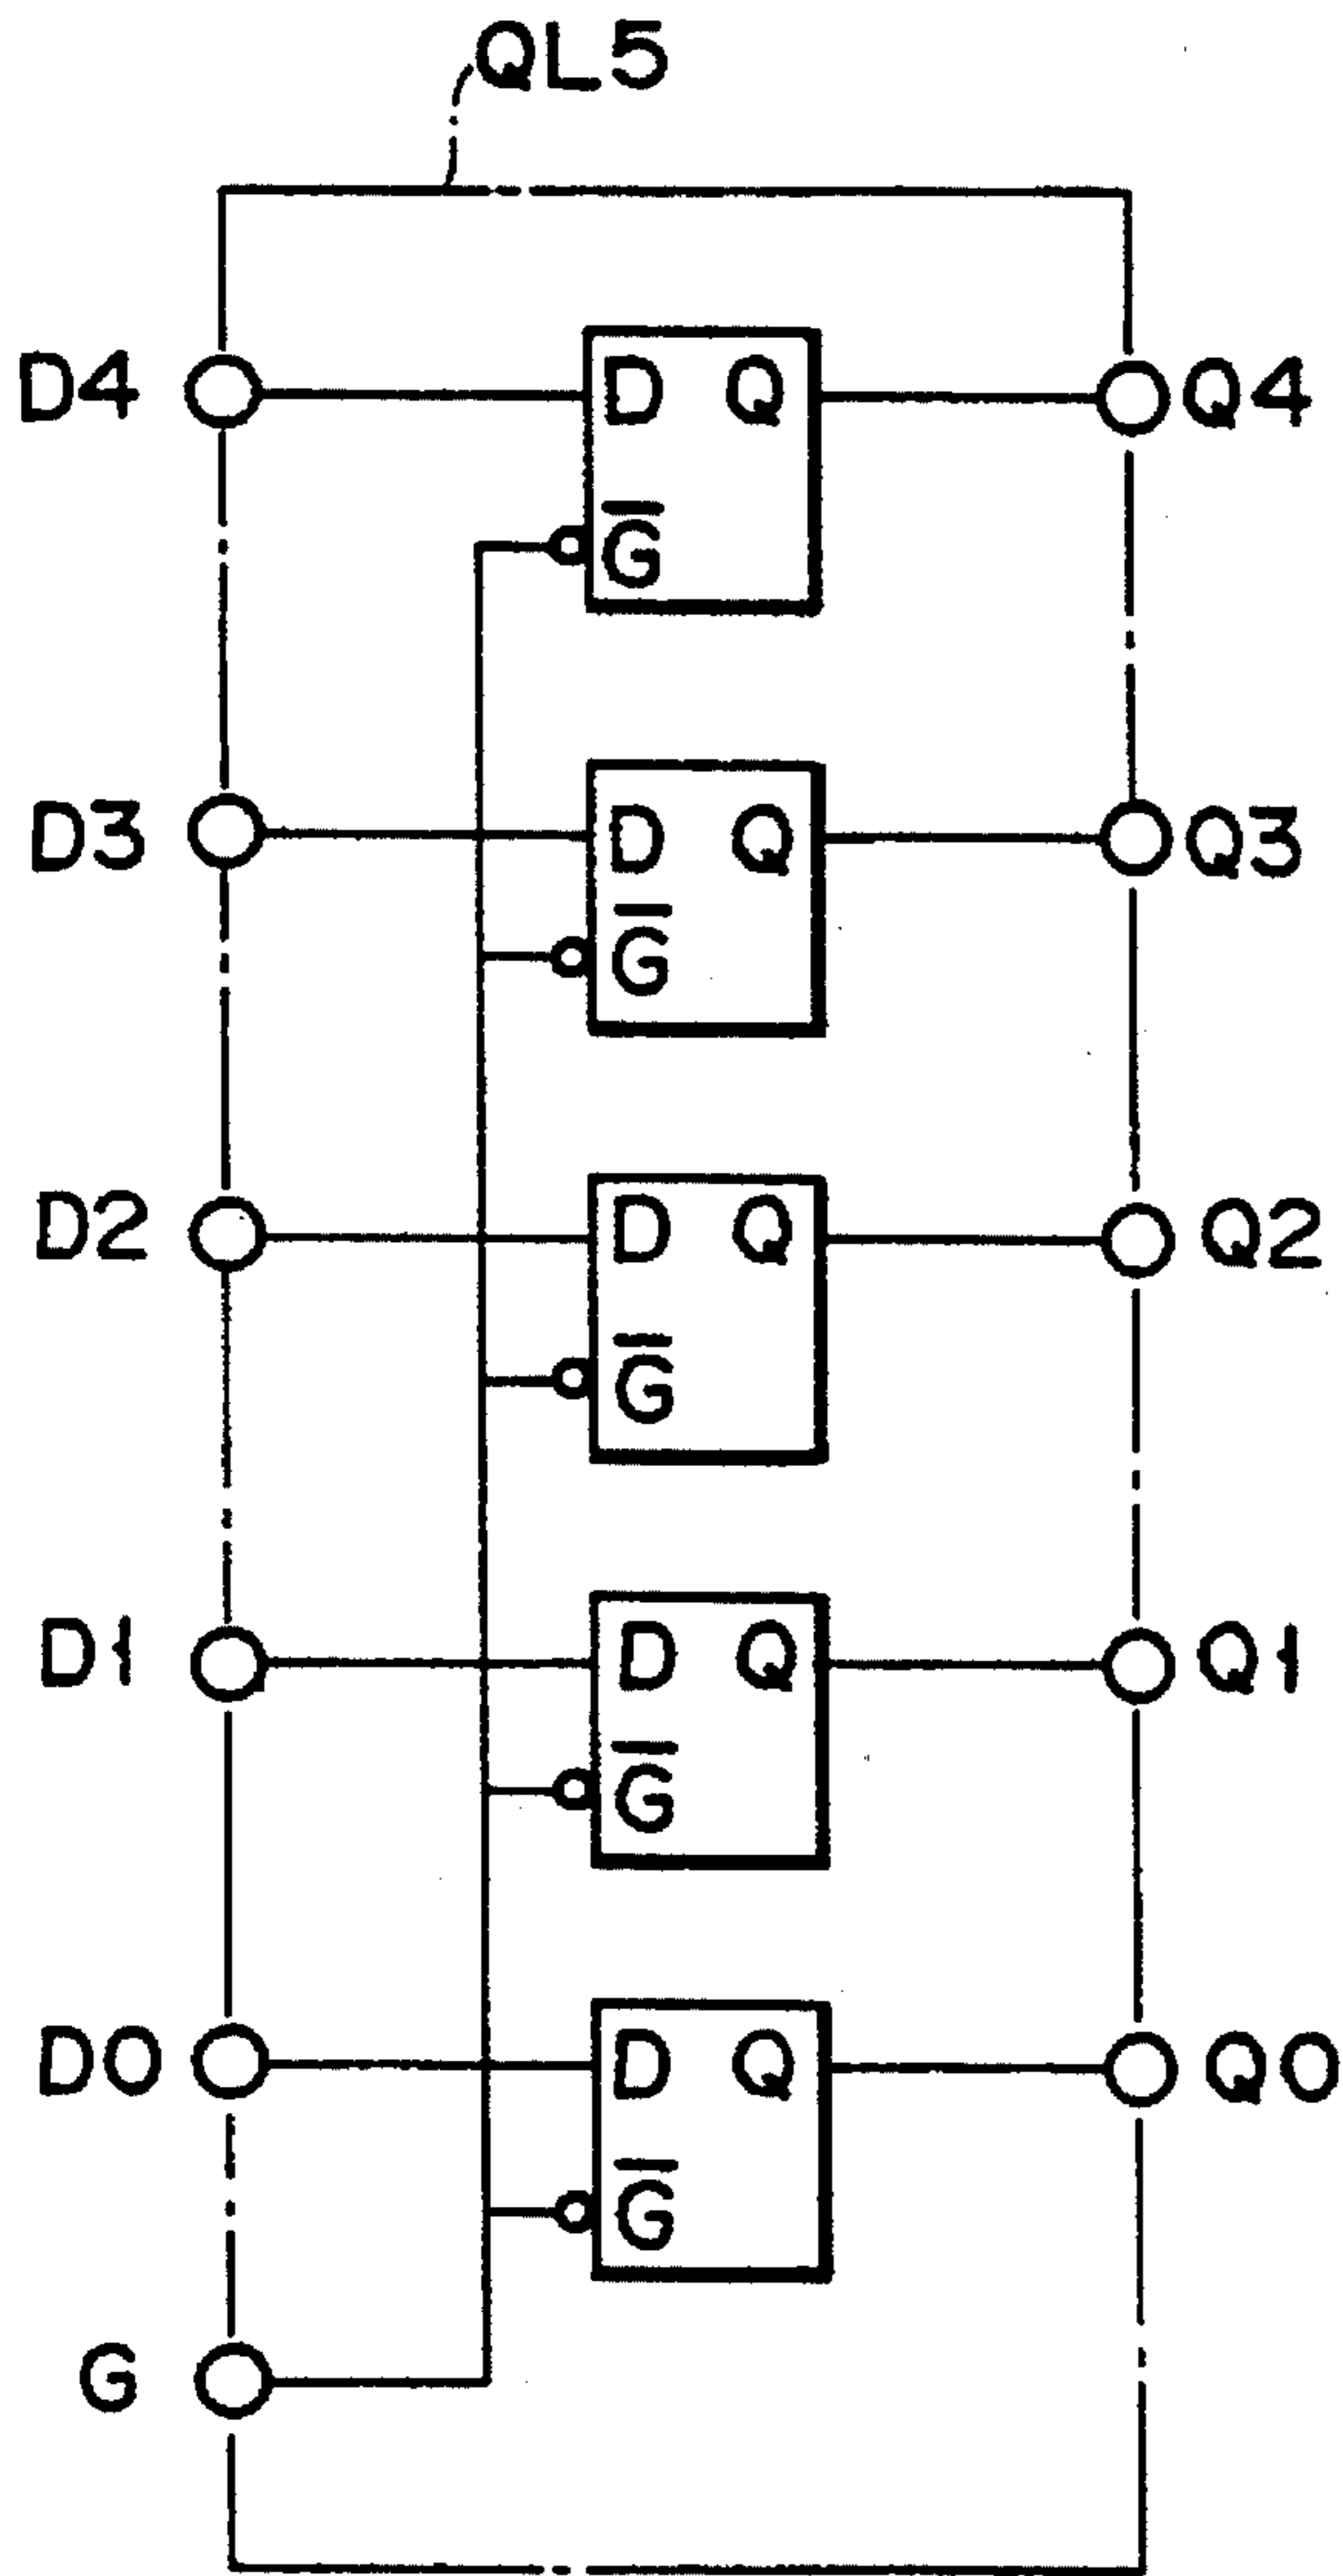 QL5
D4 D Q Q4
G̅
D3 D Q Q3
G̅
D2 D Q Q2
G̅
D1 D Q Q1
G̅
D0 D Q Q0
G̅
G